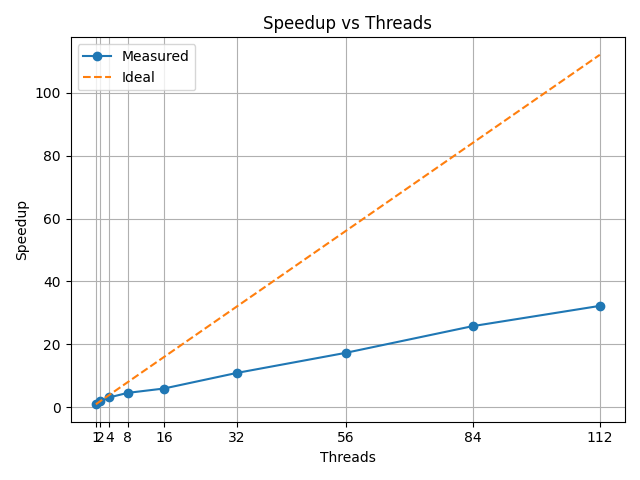 Speedup vs Threads
Measured
Ideal
100
80
60
40
20
0
Speedup
1 2 4 8 16 32 56 84 112
Threads